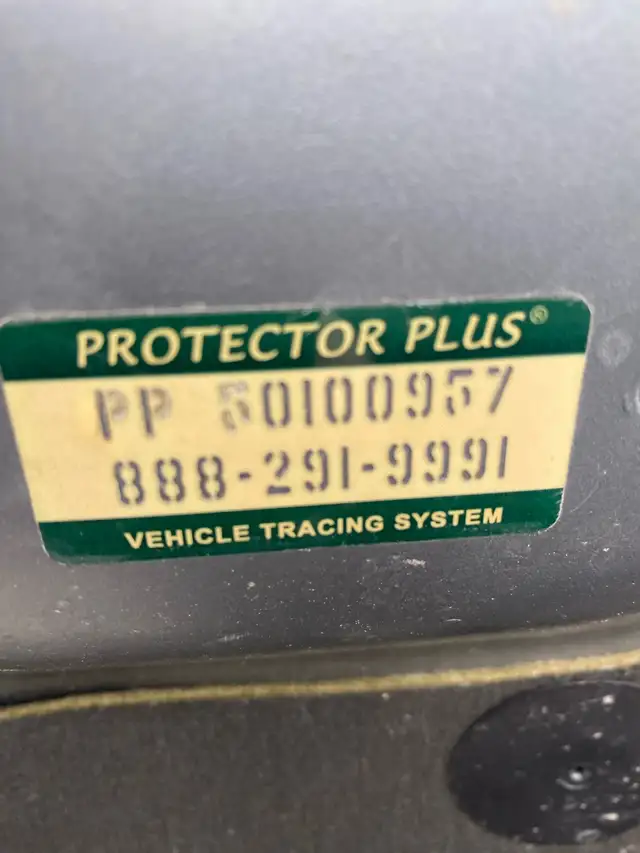 PROTECTOR PLUS®
PP 50100957
888-291-9991
VEHICLE TRACING SYSTEM